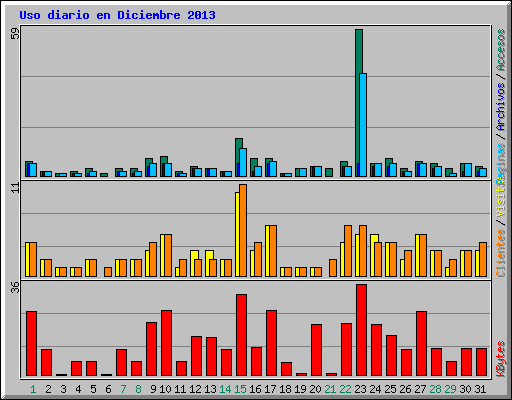 Uso diario en Diciembre 2013
59
11
36
Accesos
Archivos /
Páginas
Visitas /
Clientes /
KBytes
1 2 3 4 5 6 7 8 9 10 11 12 13 14 15 16 17 18 19 20 21 22 23 24 25 26 27 28 29 30 31